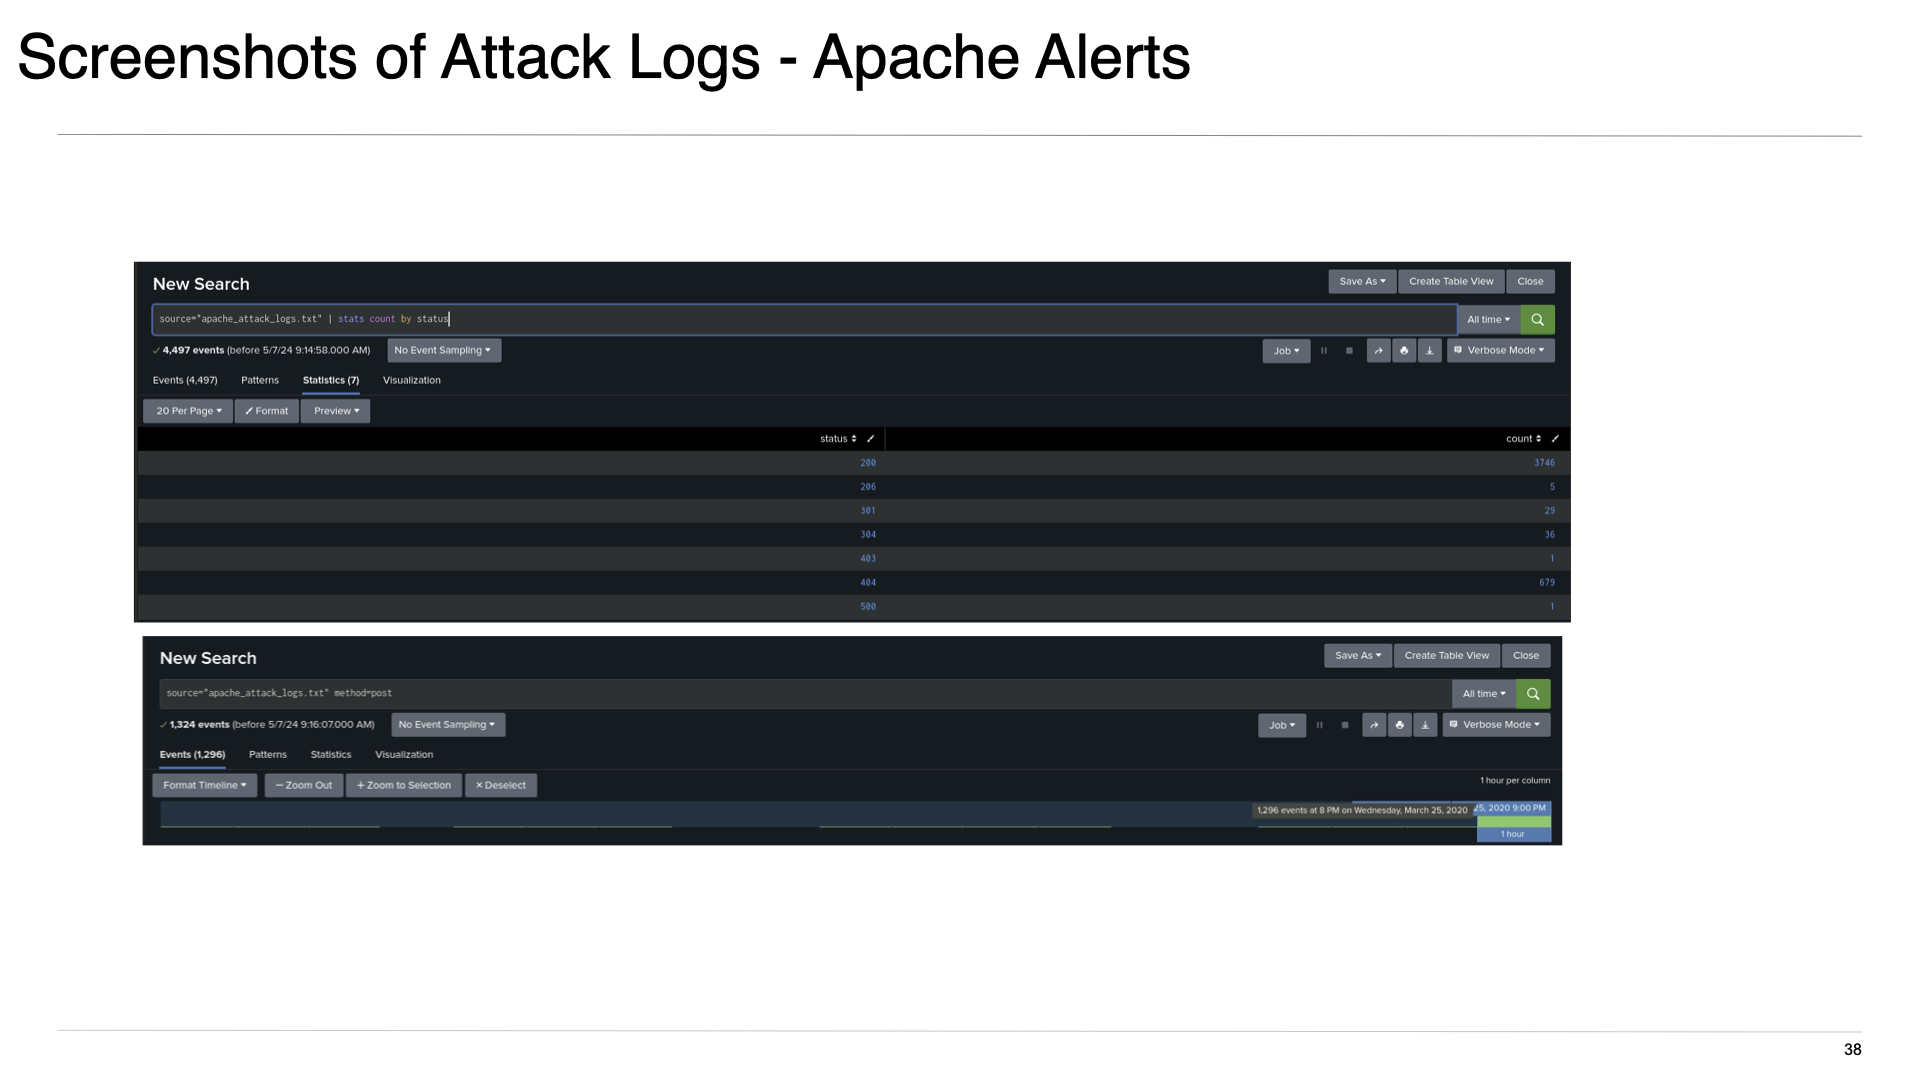 Screenshots of Attack Logs - Apache Alerts
New Search
Save As Create Table View Close
source="apache_attack_logs.txt" | stats count by status
All time
4,497 events (before 5/7/24 9:14:58.000 AM) No Event Sampling
Job Verbose Mode
Events (4,497) Patterns Statistics (7) Visualization
20 Per Page Format Preview
status count
200 3746
206 5
301 29
304 36
403 1
404 679
500 1
New Search
Save As Create Table View Close
source="apache_attack_logs.txt" method=post
All time
1,324 events (before 5/7/24 9:16:07.000 AM) No Event Sampling
Job Verbose Mode
Events (1,296) Patterns Statistics Visualization
Format Timeline − Zoom Out + Zoom to Selection × Deselect
1 hour per column
1,296 events at 8 PM on Wednesday, March 25, 2020
25, 2020 9:00 PM
1 hour
38